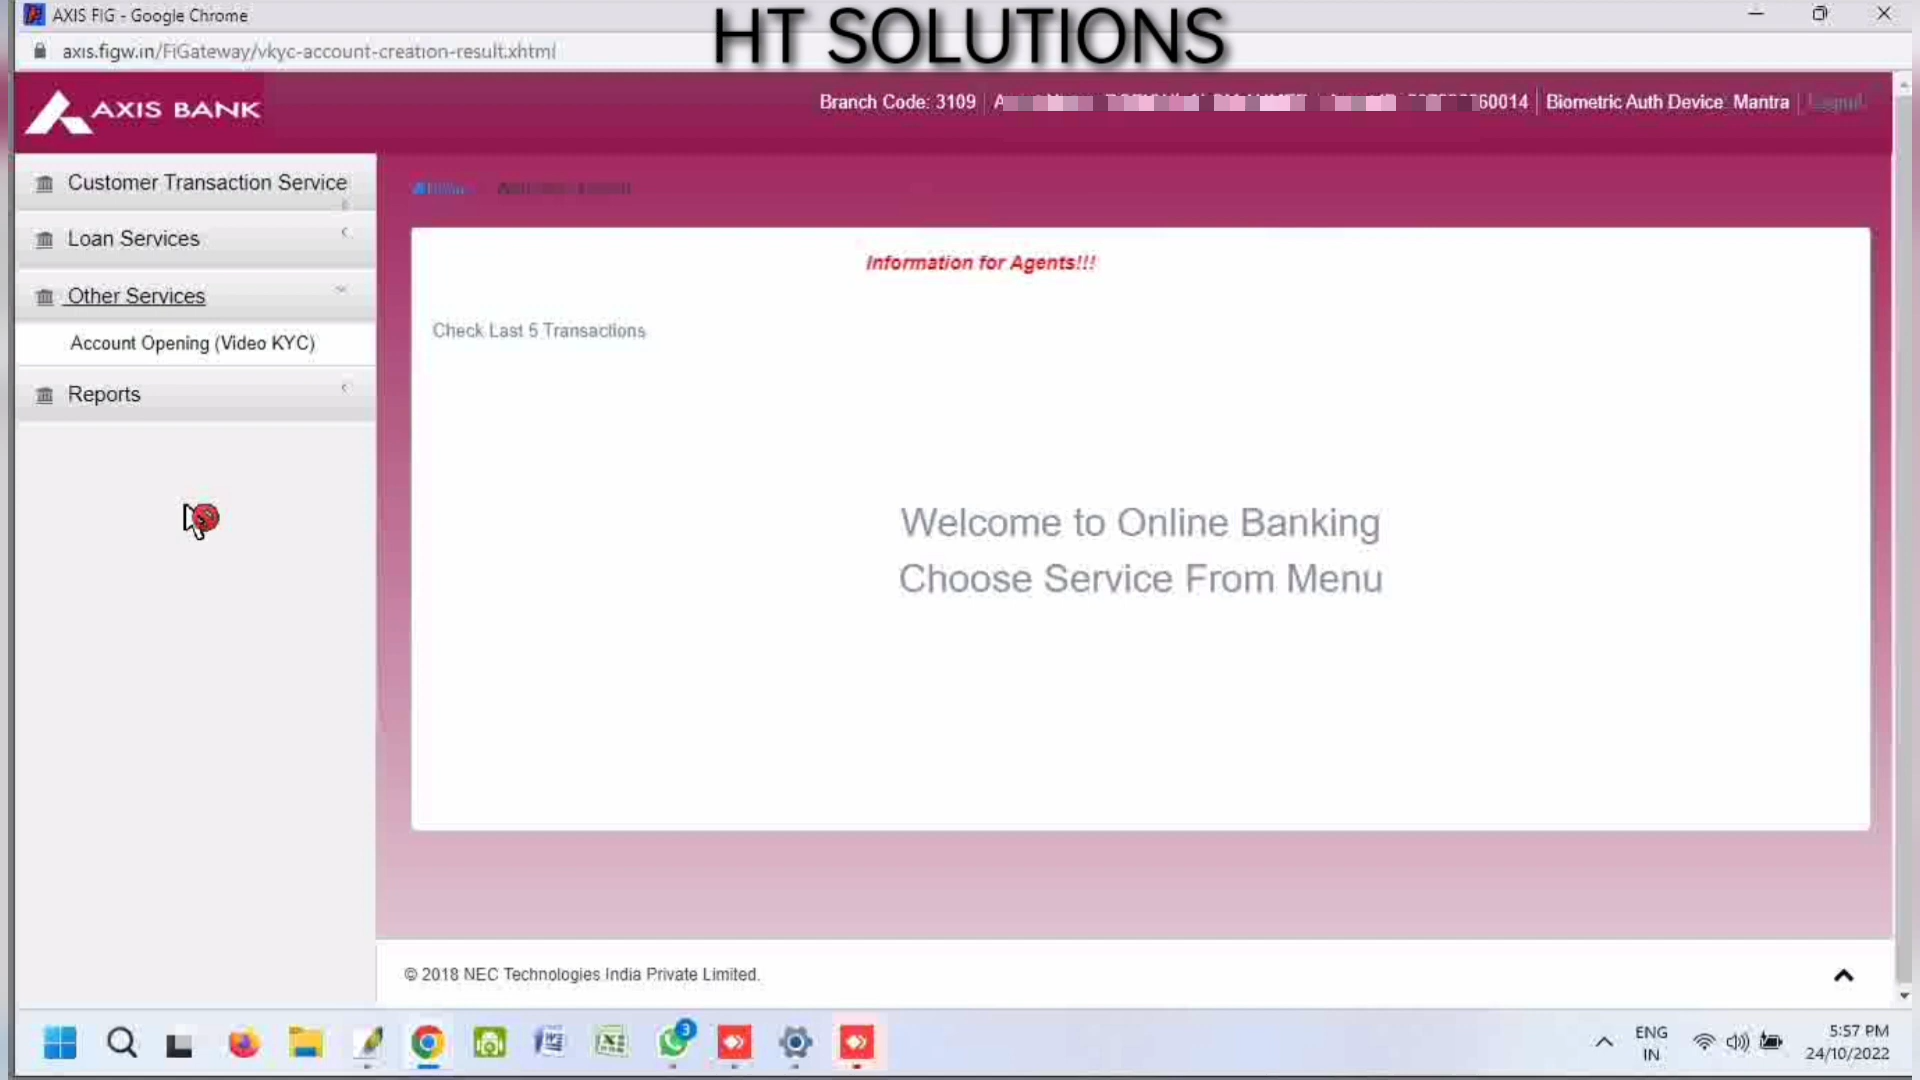 AXIS FIG - Google Chrome
HT SOLUTIONS
axis.figw.in/FiGateway/vkyc-account-creation-result.xhtml
AXIS BANK
Branch Code: 3109
60014
Biometric Auth Device Mantra
Logout
Customer Transaction Service
Loan Services
Other Services
Account Opening (Video KYC)
Reports
Information for Agents!!!
Check Last 5 Transactions
Welcome to Online Banking
Choose Service From Menu
© 2018 NEC Technologies India Private Limited.
3
ENG
IN
5:57 PM
24/10/2022